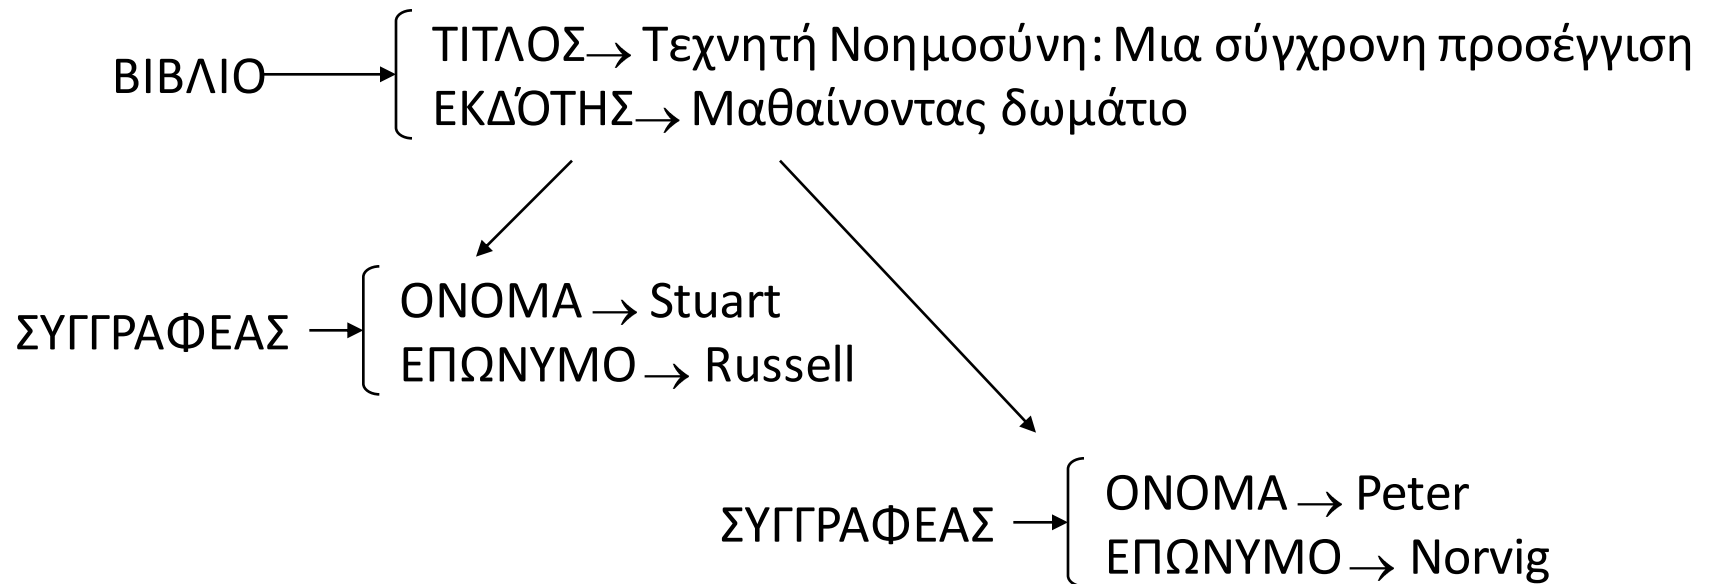 ΒΙΒΛΙΟ
ΤΙΤΛΟΣ→ Τεχνητή Νοημοσύνη: Μια σύγχρονη προσέγγιση
ΕΚΔΌΤΗΣ→ Μαθαίνοντας δωμάτιο
ΣΥΓΓΡΑΦΕΑΣ
ΟΝΟΜΑ → Stuart
ΕΠΩΝΥΜΟ → Russell
ΣΥΓΓΡΑΦΕΑΣ
ΟΝΟΜΑ → Peter
ΕΠΩΝΥΜΟ → Norvig